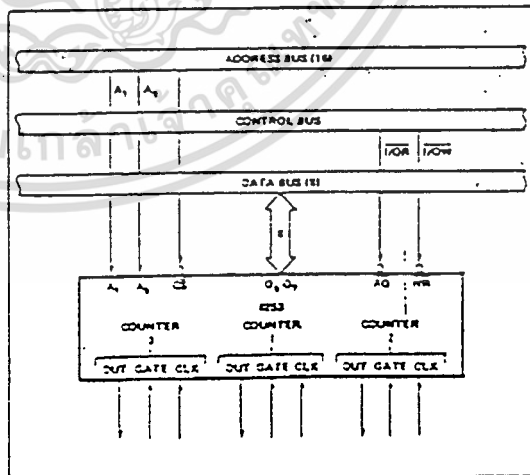 ADDRESS BUS (16)
A₁ A₀
CONTROL BUS
I/OR I/OW
DATA BUS (8)
8
A₁ A₀ CS D₀ D₇ RD WR
8253
COUNTER COUNTER COUNTER
1 2
OUT GATE CLK OUT GATE CLK OUT GATE CLK